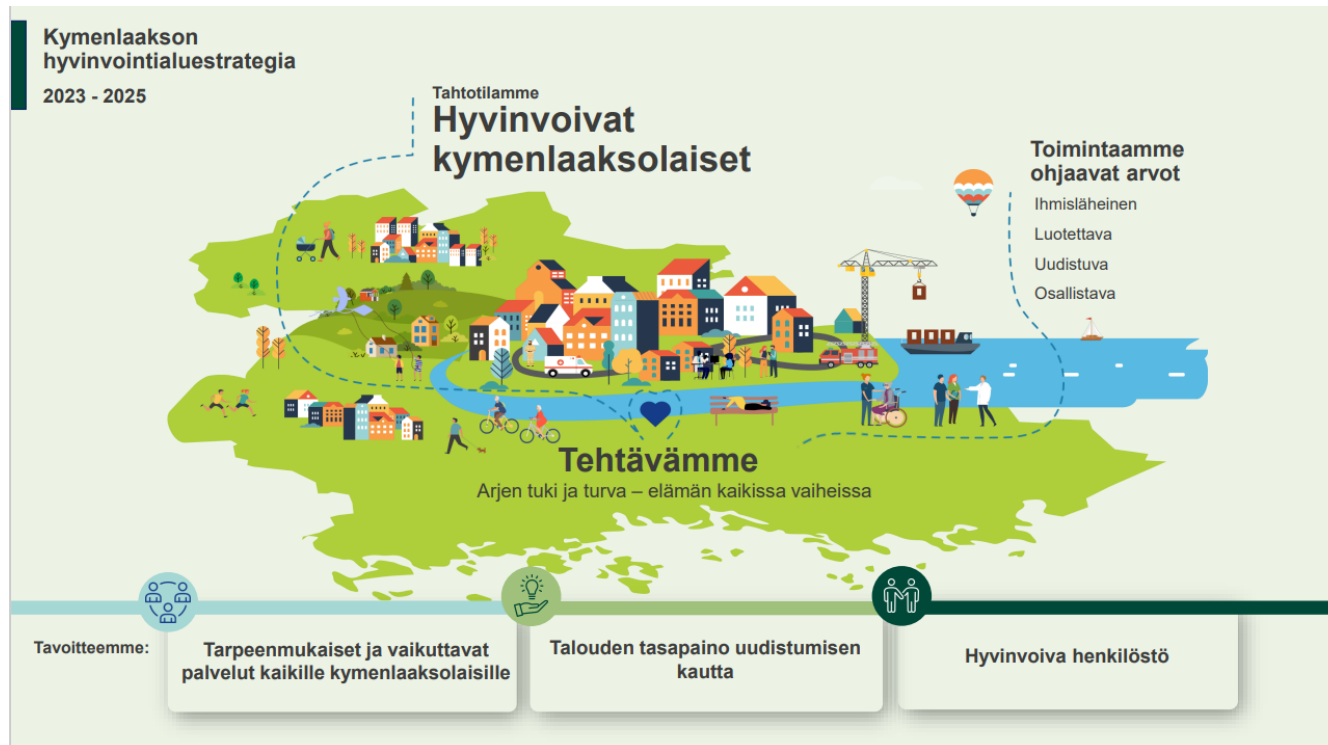 Kymenlaakson
hyvinvointialuestrategia
2023 - 2025
Tahtotilamme
Hyvinvoivat
kymenlaaksolaiset
Toimintaamme
ohjaavat arvot
Ihmisläheinen
Luotettava
Uudistuva
Osallistava
Tehtävämme
Arjen tuki ja turva – elämän kaikissa vaiheissa
Tavoitteemme:
Tarpeenmukaiset ja vaikuttavat
palvelut kaikille kymenlaaksolaisille
Talouden tasapaino uudistumisen
kautta
Hyvinvoiva henkilöstö